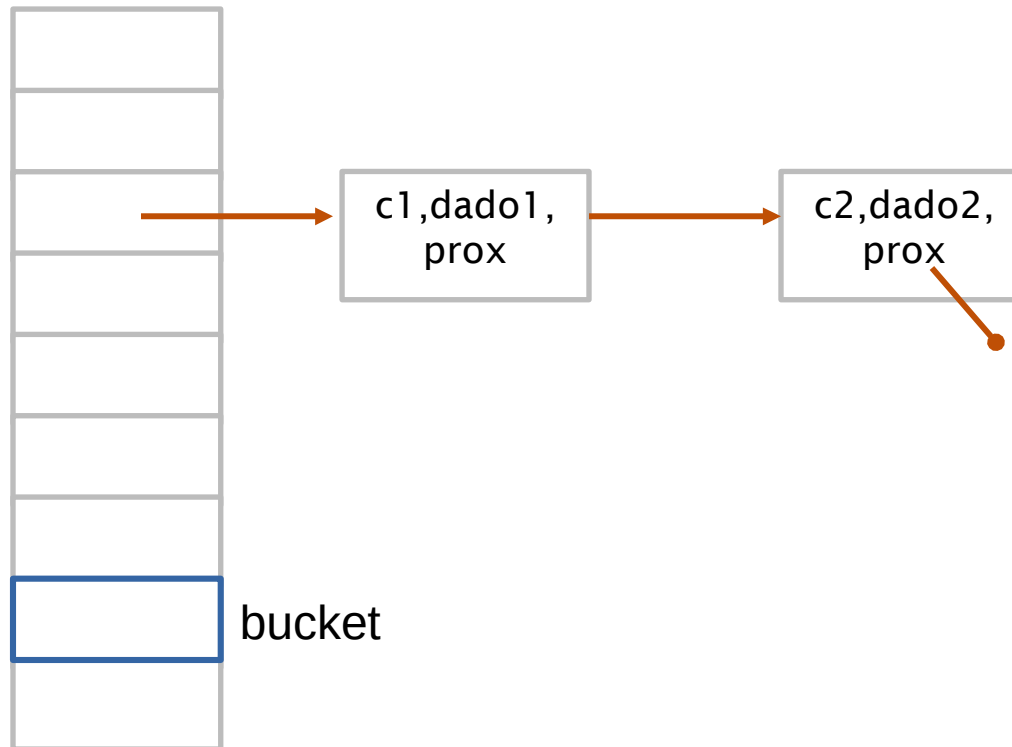 c1,dado1,
prox
c2,dado2,
prox
bucket